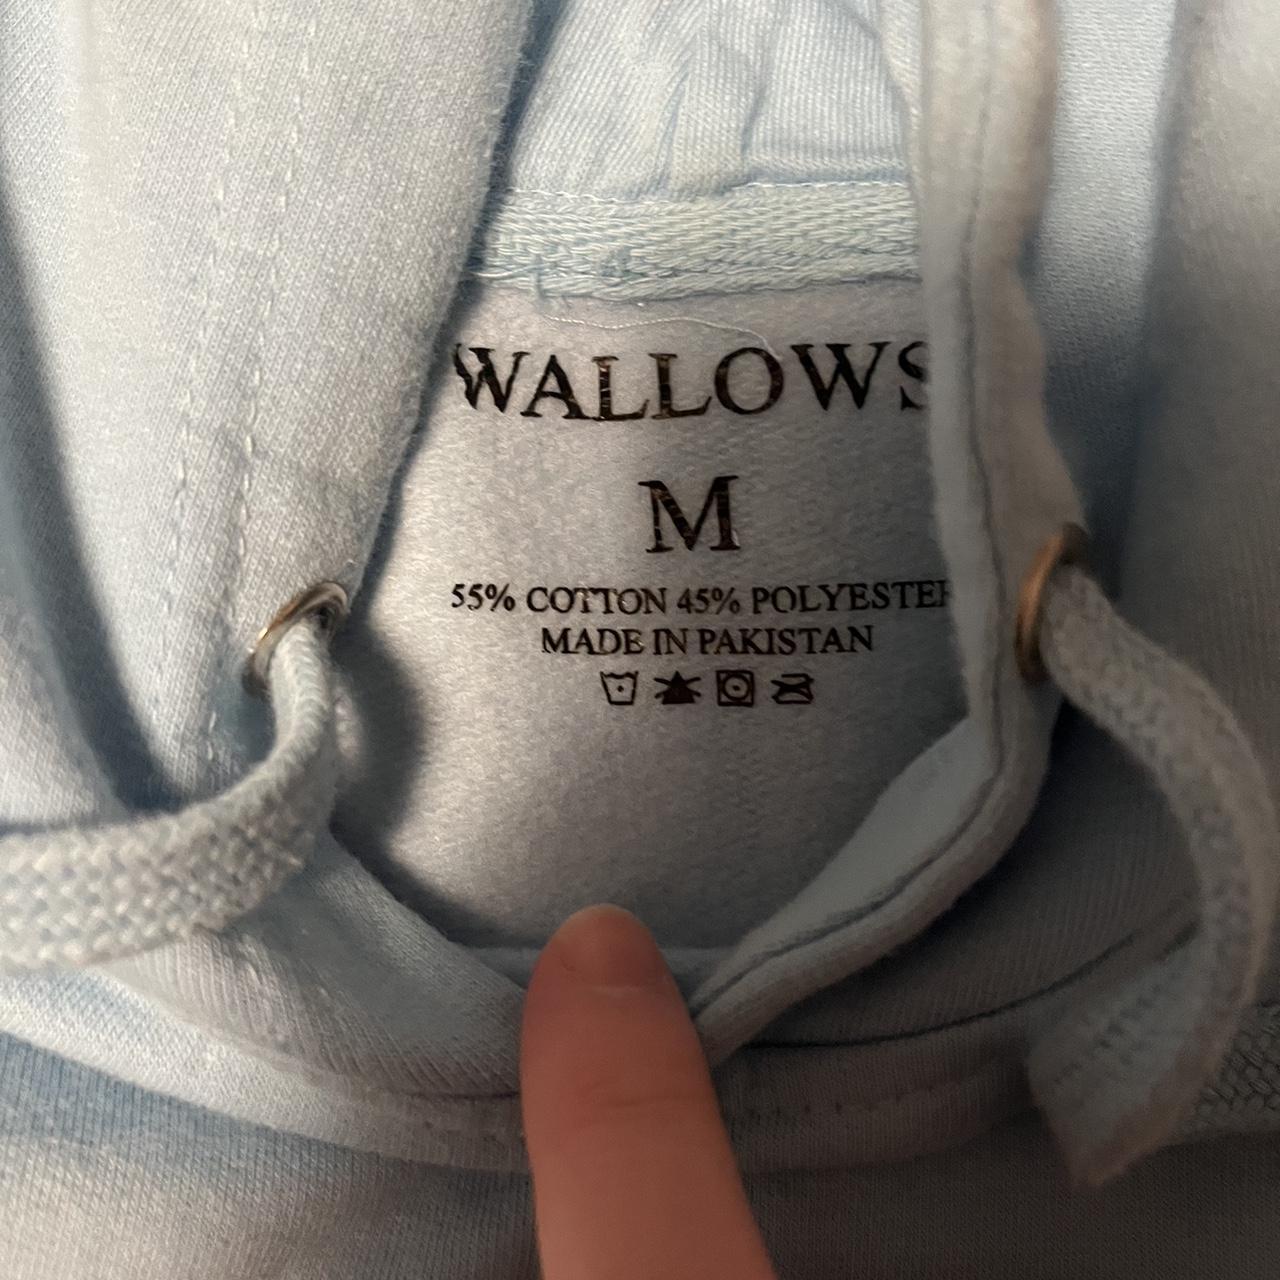 WALLOWS
M
55% COTTON 45% POLYESTER
MADE IN PAKISTAN